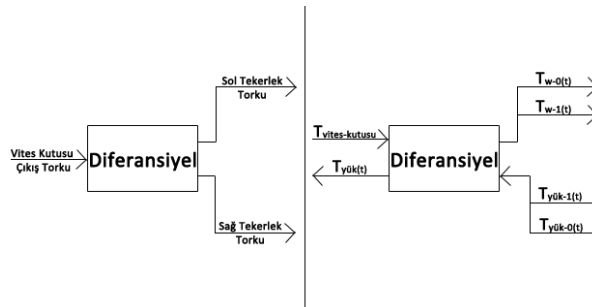 Sol Tekerlek
Torku
Vites Kutusu
Çıkış Torku
Diferansiyel
Sağ Tekerlek
Torku
Tw-0(t)
Tw-1(t)
Tvites-kutusu
Tyük(t)
Diferansiyel
Tyük-1(t)
Tyük-0(t)